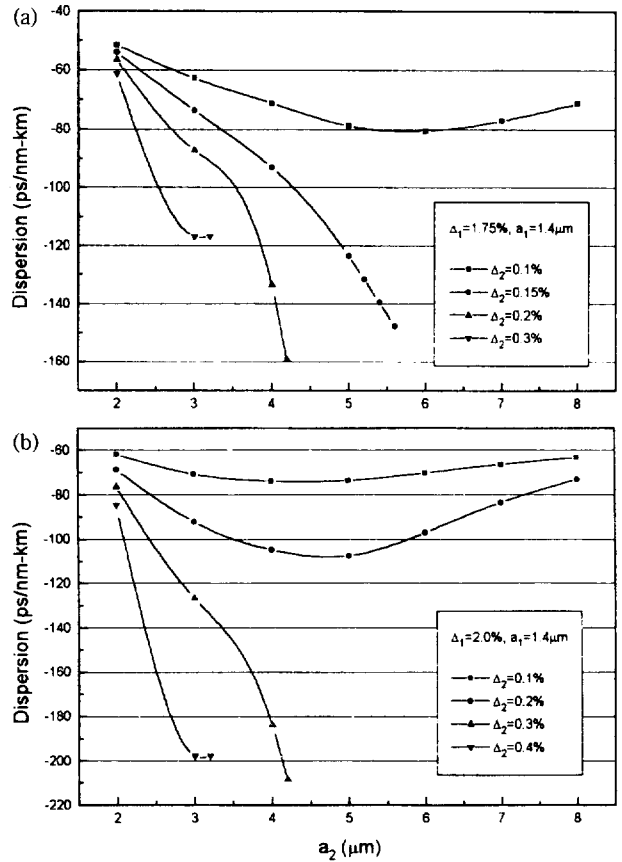 (a)
Dispersion (ps/nm-km)
-40
-60
-80
-100
-120
-140
-160
Δ₁=1.75%, a₁=1.4μm
Δ₂=0.1%
Δ₂=0.15%
Δ₂=0.2%
Δ₂=0.3%
2 3 4 5 6 7 8
(b)
Dispersion (ps/nm-km)
-60
-80
-100
-120
-140
-160
-180
-200
-220
Δ₁=2.0%, a₁=1.4μm
Δ₂=0.1%
Δ₂=0.2%
Δ₂=0.3%
Δ₂=0.4%
2 3 4 5 6 7 8
a₂ (μm)